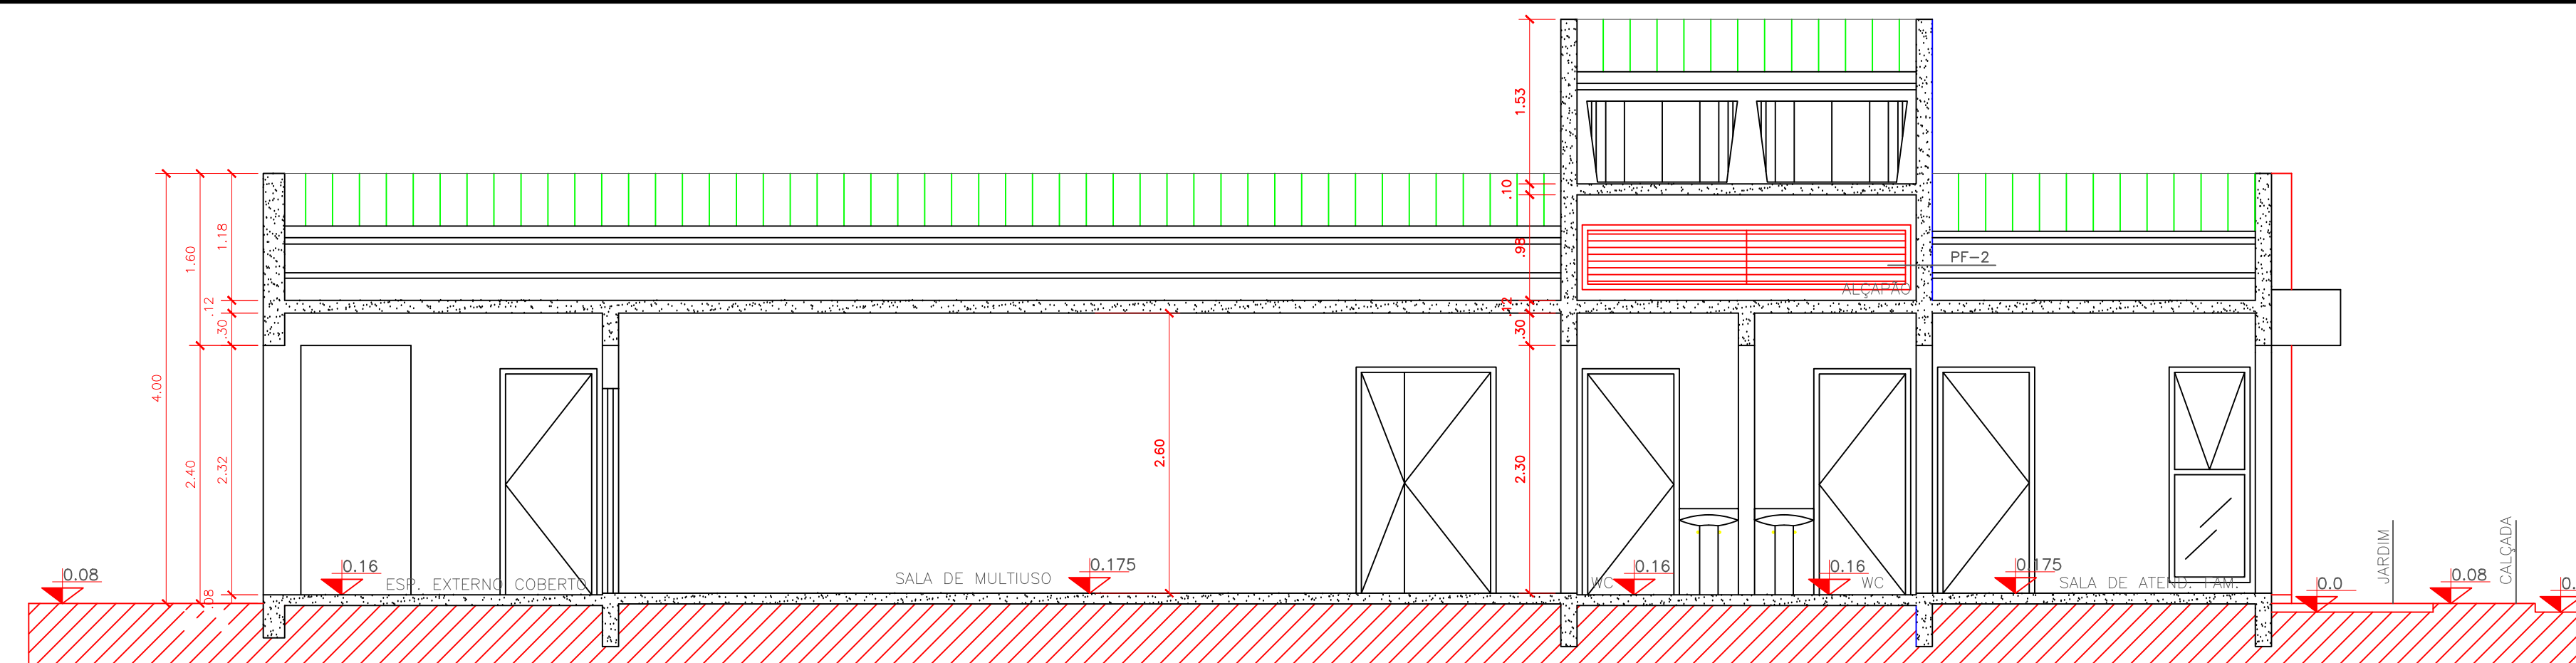 1.53
.10
.98
PF-2
ALÇAPÃO
.12
.30
2.30
1.18
1.60
.12
.30
4.00
2.40
2.32
.08
2.60
0.08
0.16
ESP. EXTERNO COBERTO
SALA DE MULTIUSO
0.175
WC
0.16
0.16
WC
0.175
SALA DE ATEND. FAM.
0.0
JARDIM
0.08
CALÇADA